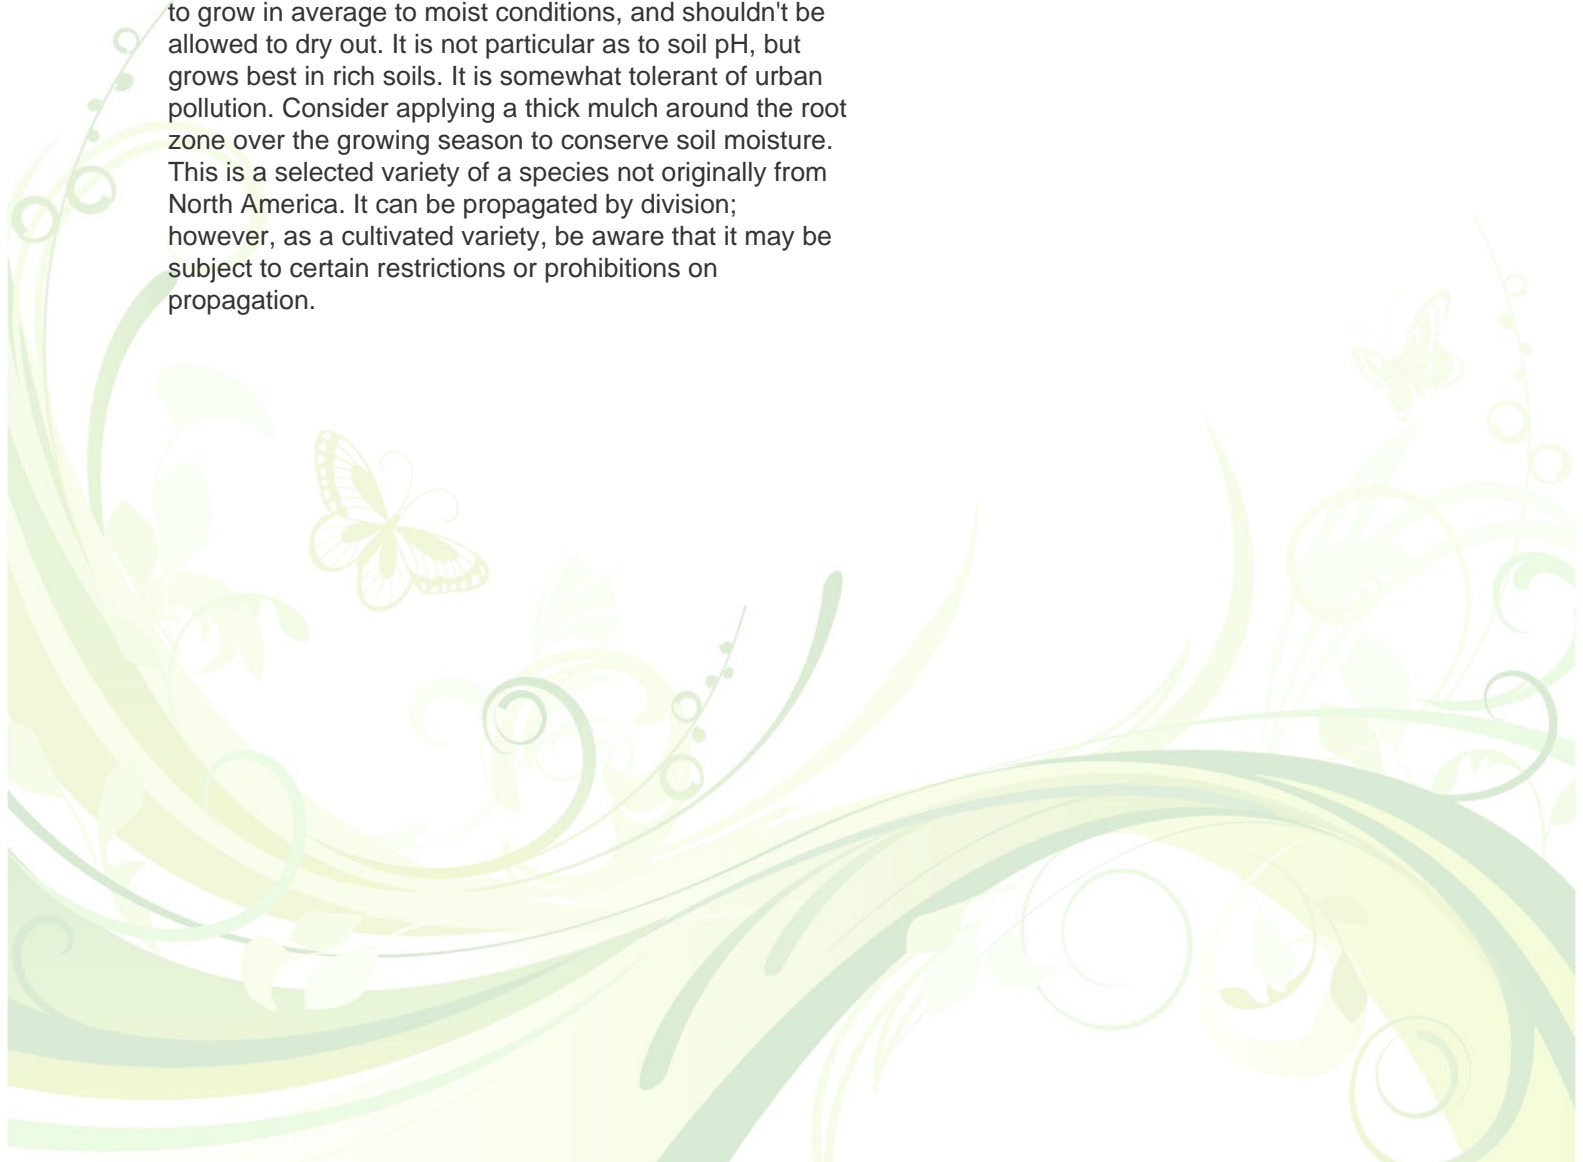 to grow in average to moist conditions, and shouldn't be
allowed to dry out. It is not particular as to soil pH, but
grows best in rich soils. It is somewhat tolerant of urban
pollution. Consider applying a thick mulch around the root
zone over the growing season to conserve soil moisture.
This is a selected variety of a species not originally from
North America. It can be propagated by division;
however, as a cultivated variety, be aware that it may be
subject to certain restrictions or prohibitions on
propagation.